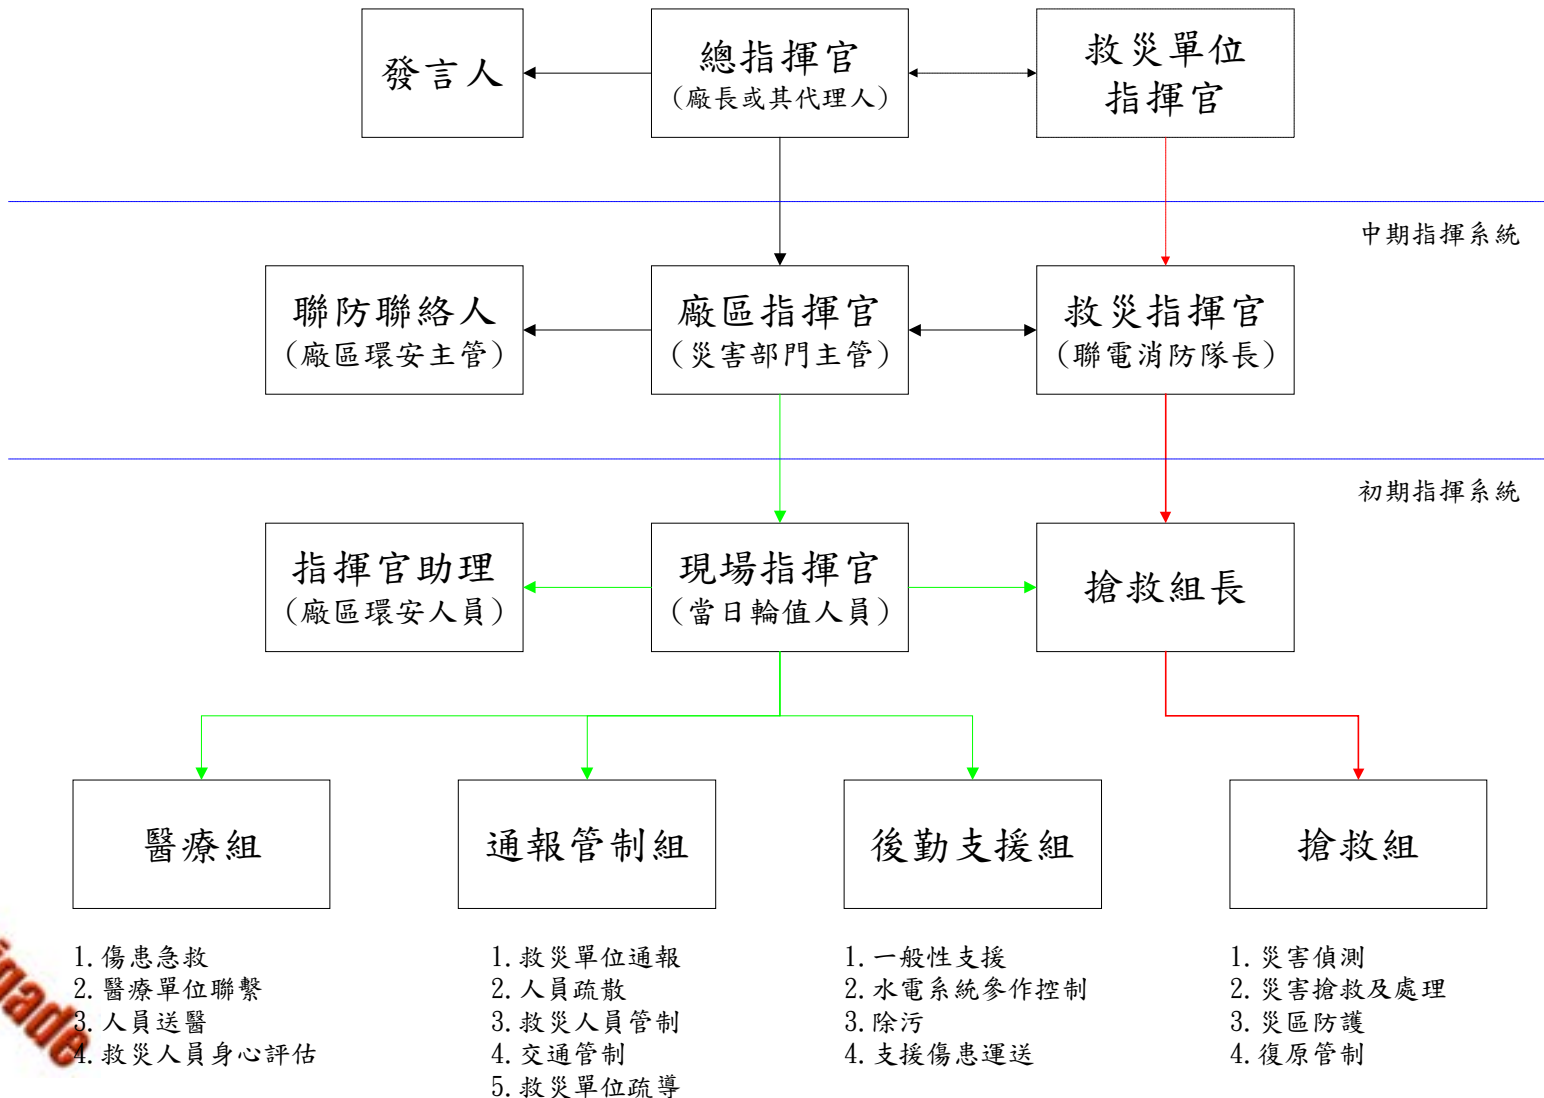 發言人
總指揮官
(廠長或其代理人)
救災單位
指揮官
中期指揮系統
聯防聯絡人
(廠區環安主管)
廠區指揮官
(災害部門主管)
救災指揮官
(聯電消防隊長)
初期指揮系統
指揮官助理
(廠區環安人員)
現場指揮官
(當日輪值人員)
搶救組長
醫療組
通報管制組
後勤支援組
搶救組
1.傷患急救
2.醫療單位聯繫
3.人員送醫
4.救災人員身心評估
1.救災單位通報
2.人員疏散
3.救災人員管制
4.交通管制
5.救災單位疏導
1.一般性支援
2.水電系統參作控制
3.除污
4.支援傷患運送
1.災害偵測
2.災害搶救及處理
3.災區防護
4.復原管制